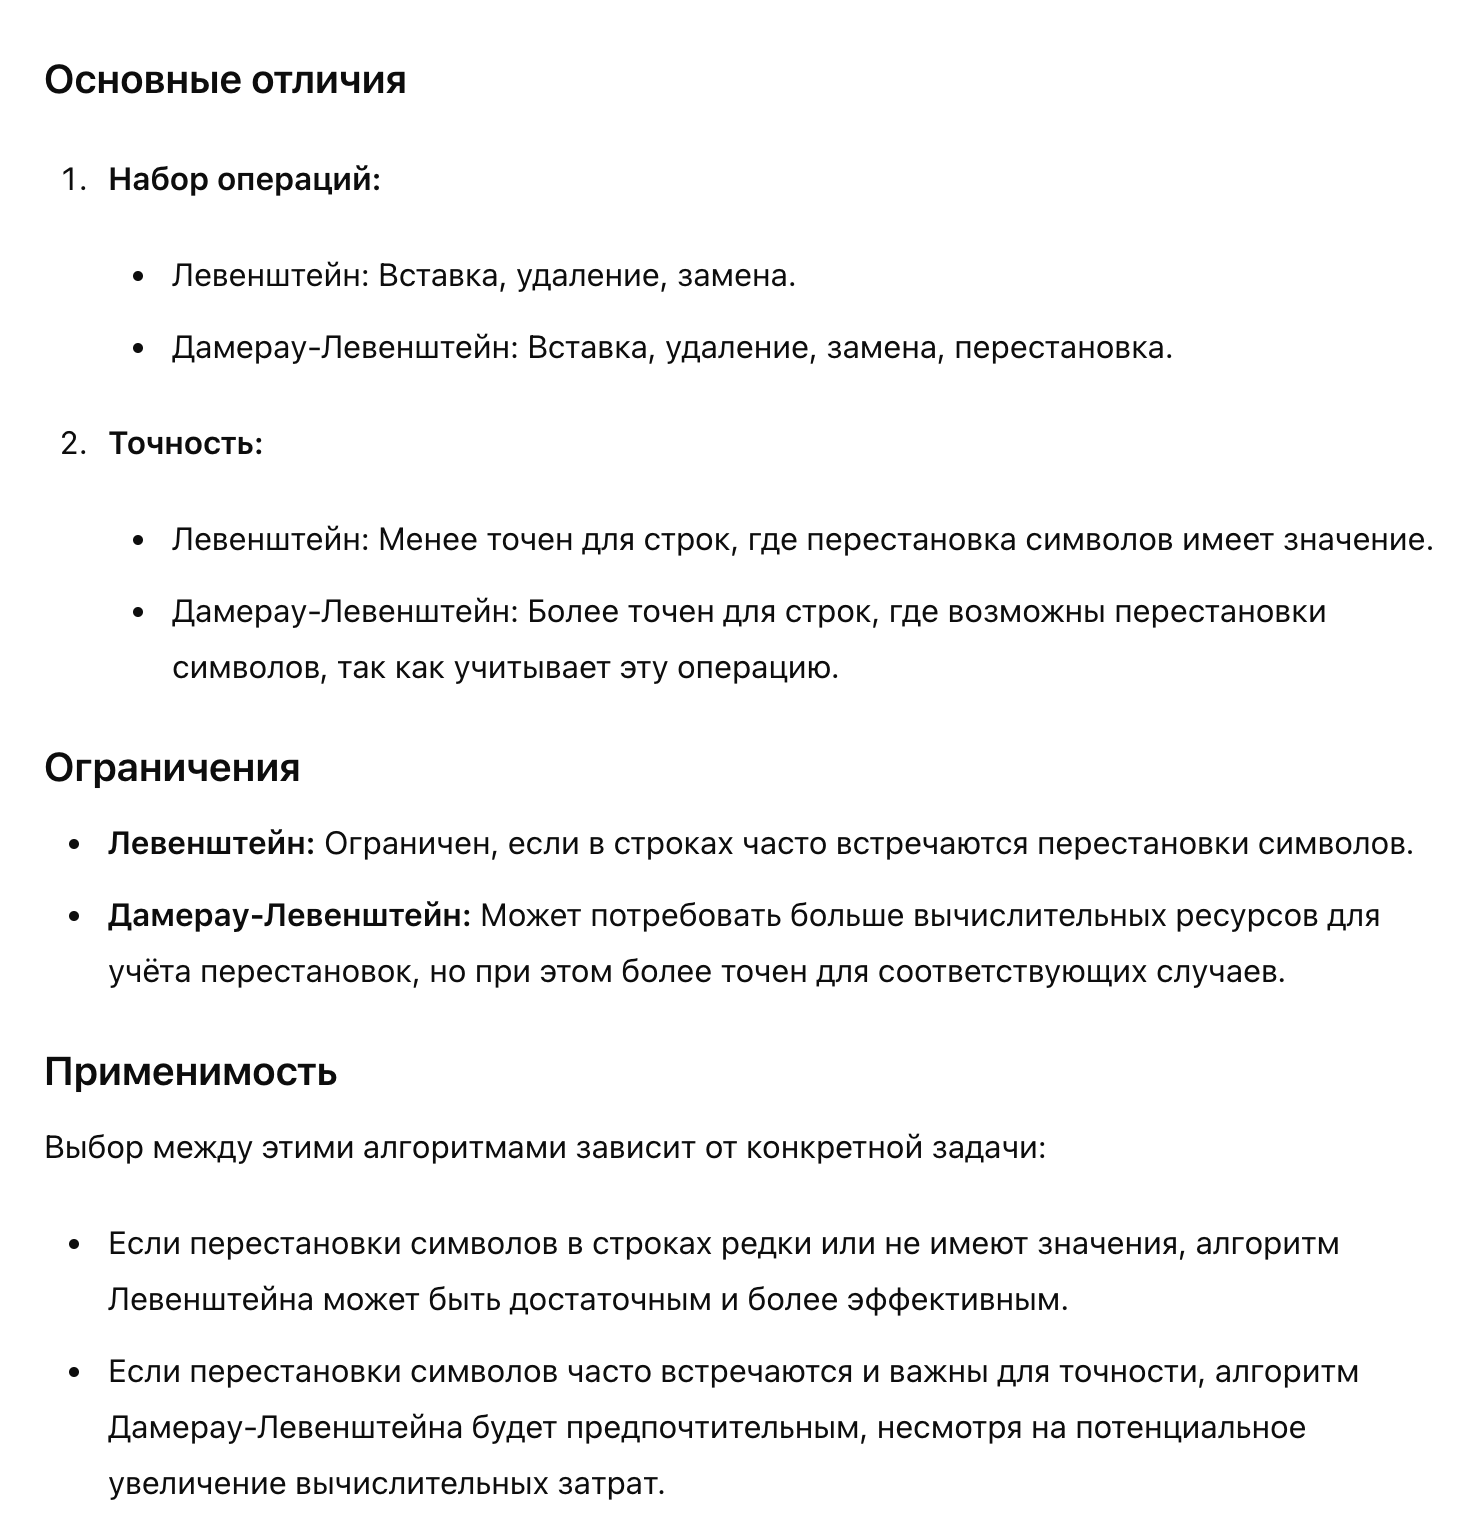 Основные отличия
1. Набор операций:
• Левенштейн: Вставка, удаление, замена.
• Дамерау-Левенштейн: Вставка, удаление, замена, перестановка.
2. Точность:
• Левенштейн: Менее точен для строк, где перестановка символов имеет значение.
• Дамерау-Левенштейн: Более точен для строк, где возможны перестановки
символов, так как учитывает эту операцию.
Ограничения
• Левенштейн: Ограничен, если в строках часто встречаются перестановки символов.
• Дамерау-Левенштейн: Может потребовать больше вычислительных ресурсов для
учёта перестановок, но при этом более точен для соответствующих случаев.
Применимость
Выбор между этими алгоритмами зависит от конкретной задачи:
• Если перестановки символов в строках редки или не имеют значения, алгоритм
Левенштейна может быть достаточным и более эффективным.
• Если перестановки символов часто встречаются и важны для точности, алгоритм
Дамерау-Левенштейна будет предпочтительным, несмотря на потенциальное
увеличение вычислительных затрат.